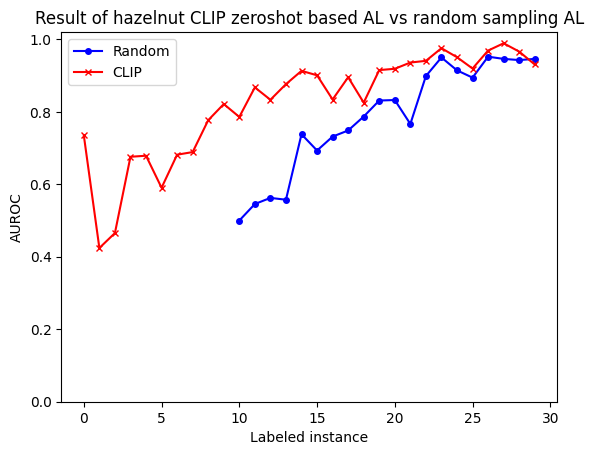 Result of hazelnut CLIP zeroshot based AL vs random sampling AL
Random
CLIP
1.0
0.8
0.6
0.4
0.2
0.0
AUROC
0 5 10 15 20 25 30
Labeled instance